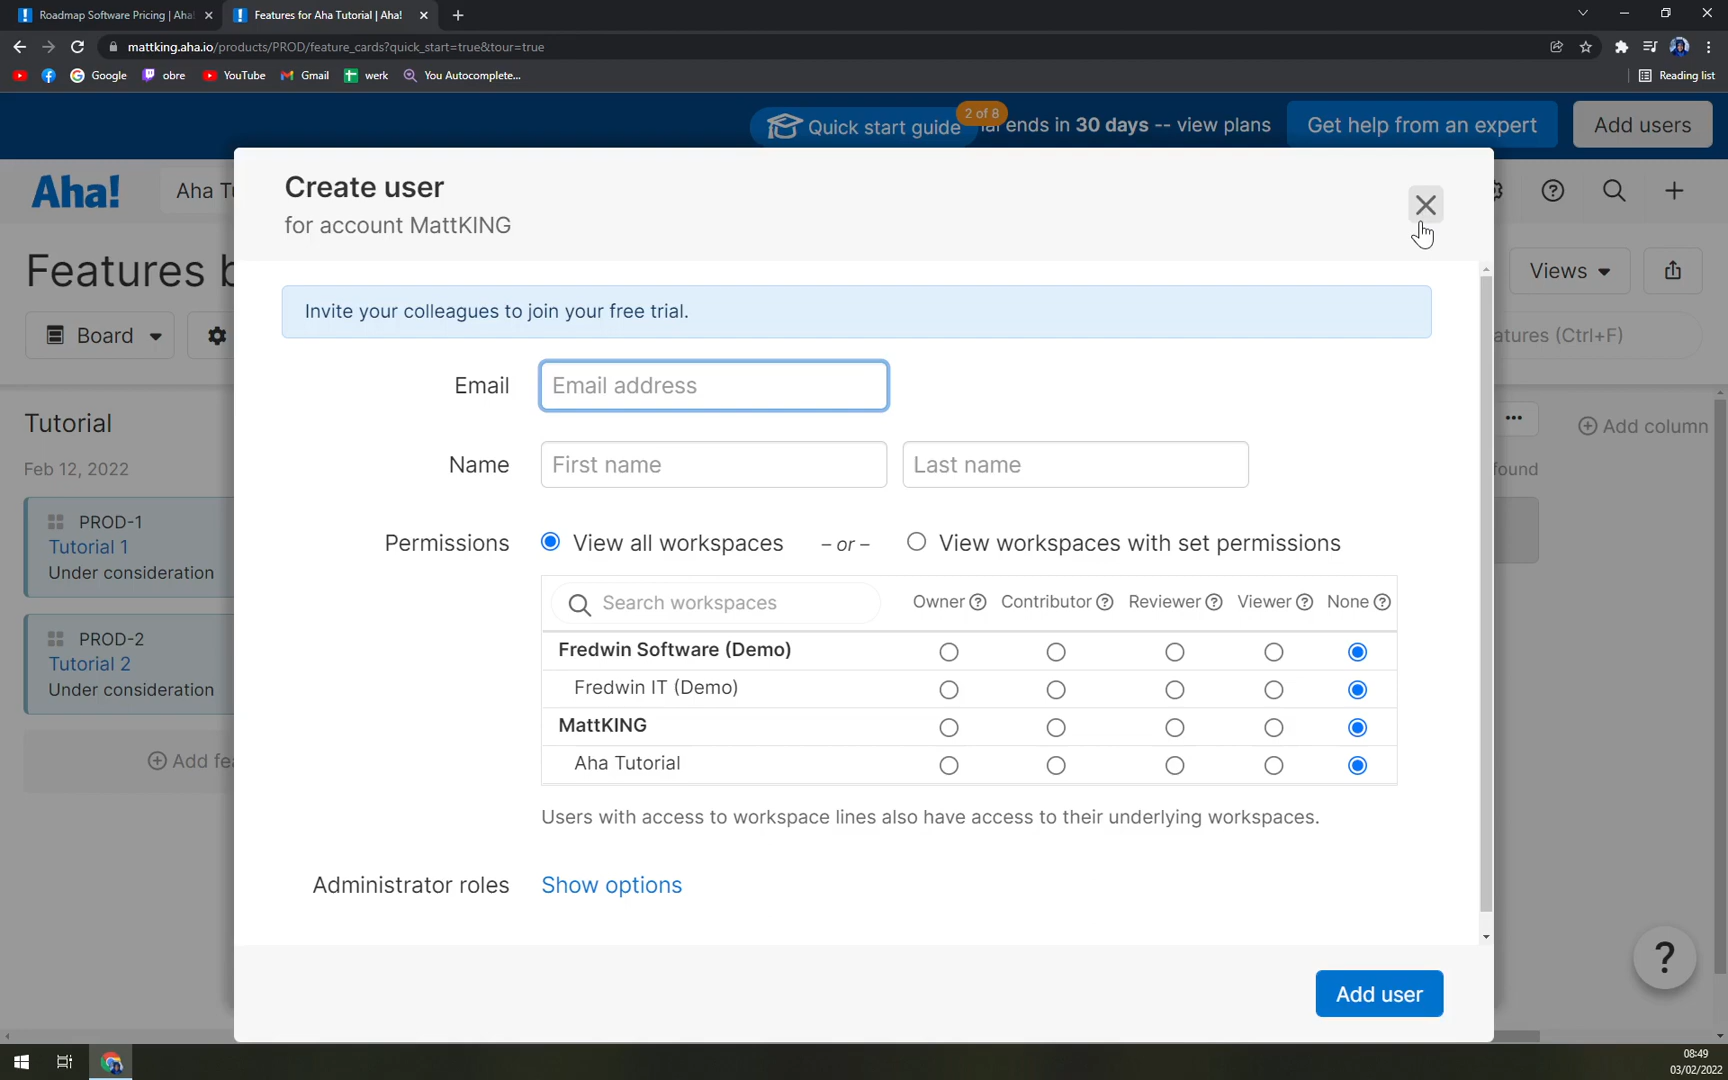 Roadmap Software Pricing | Aha!
Features for Aha Tutorial | Aha!
mattking.aha.io/products/PROD/feature_cards?quick_start=true&tour=true
Google
obre
YouTube
Gmail
werk
You Autocomplete...
Reading list
Quick start guide
2 of 8
ends in 30 days -- view plans
Get help from an expert
Add users
Aha!
Aha Tu
Create user
for account MattKING
Features b
Views
Board
atures (Ctrl+F)
Invite your colleagues to join your free trial.
Email
Email address
Tutorial
Feb 12, 2022
Add column
found
Name
First name
Last name
PROD-1
Tutorial 1
Under consideration
Permissions
View all workspaces
– or –
View workspaces with set permissions
Search workspaces
Owner
Contributor
Reviewer
Viewer
None
Fredwin Software (Demo)
Fredwin IT (Demo)
MattKING
Aha Tutorial
PROD-2
Tutorial 2
Under consideration
Add fea
Users with access to workspace lines also have access to their underlying workspaces.
Administrator roles
Show options
Add user
?
08:49
03/02/2022